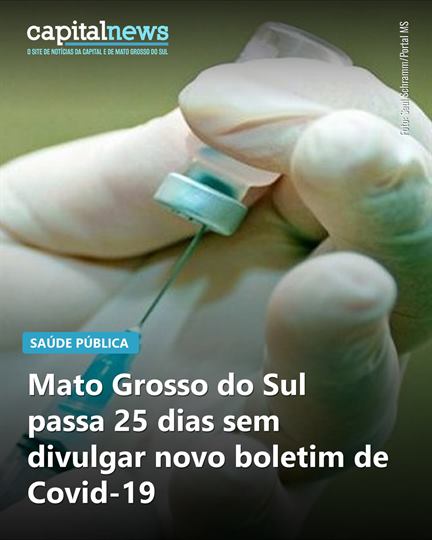 capitalnews
O SITE DE NOTÍCIAS DA CAPITAL E DE MATO GROSSO DO SUL
Foto: Saul Schramm/Portal MS
SAÚDE PÚBLICA
Mato Grosso do Sul
passa 25 dias sem
divulgar novo boletim de
Covid-19